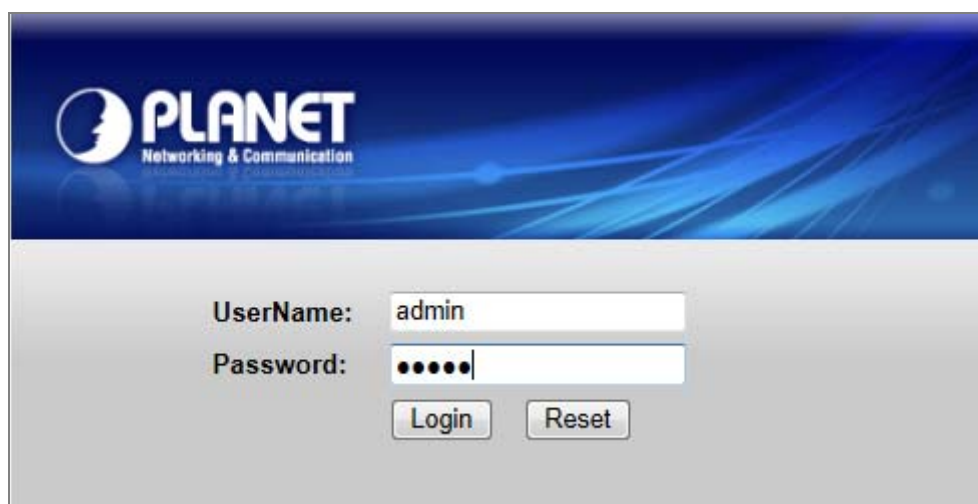 PLANET
Networking & Communication
UserName: admin
Password: •••••
Login Reset